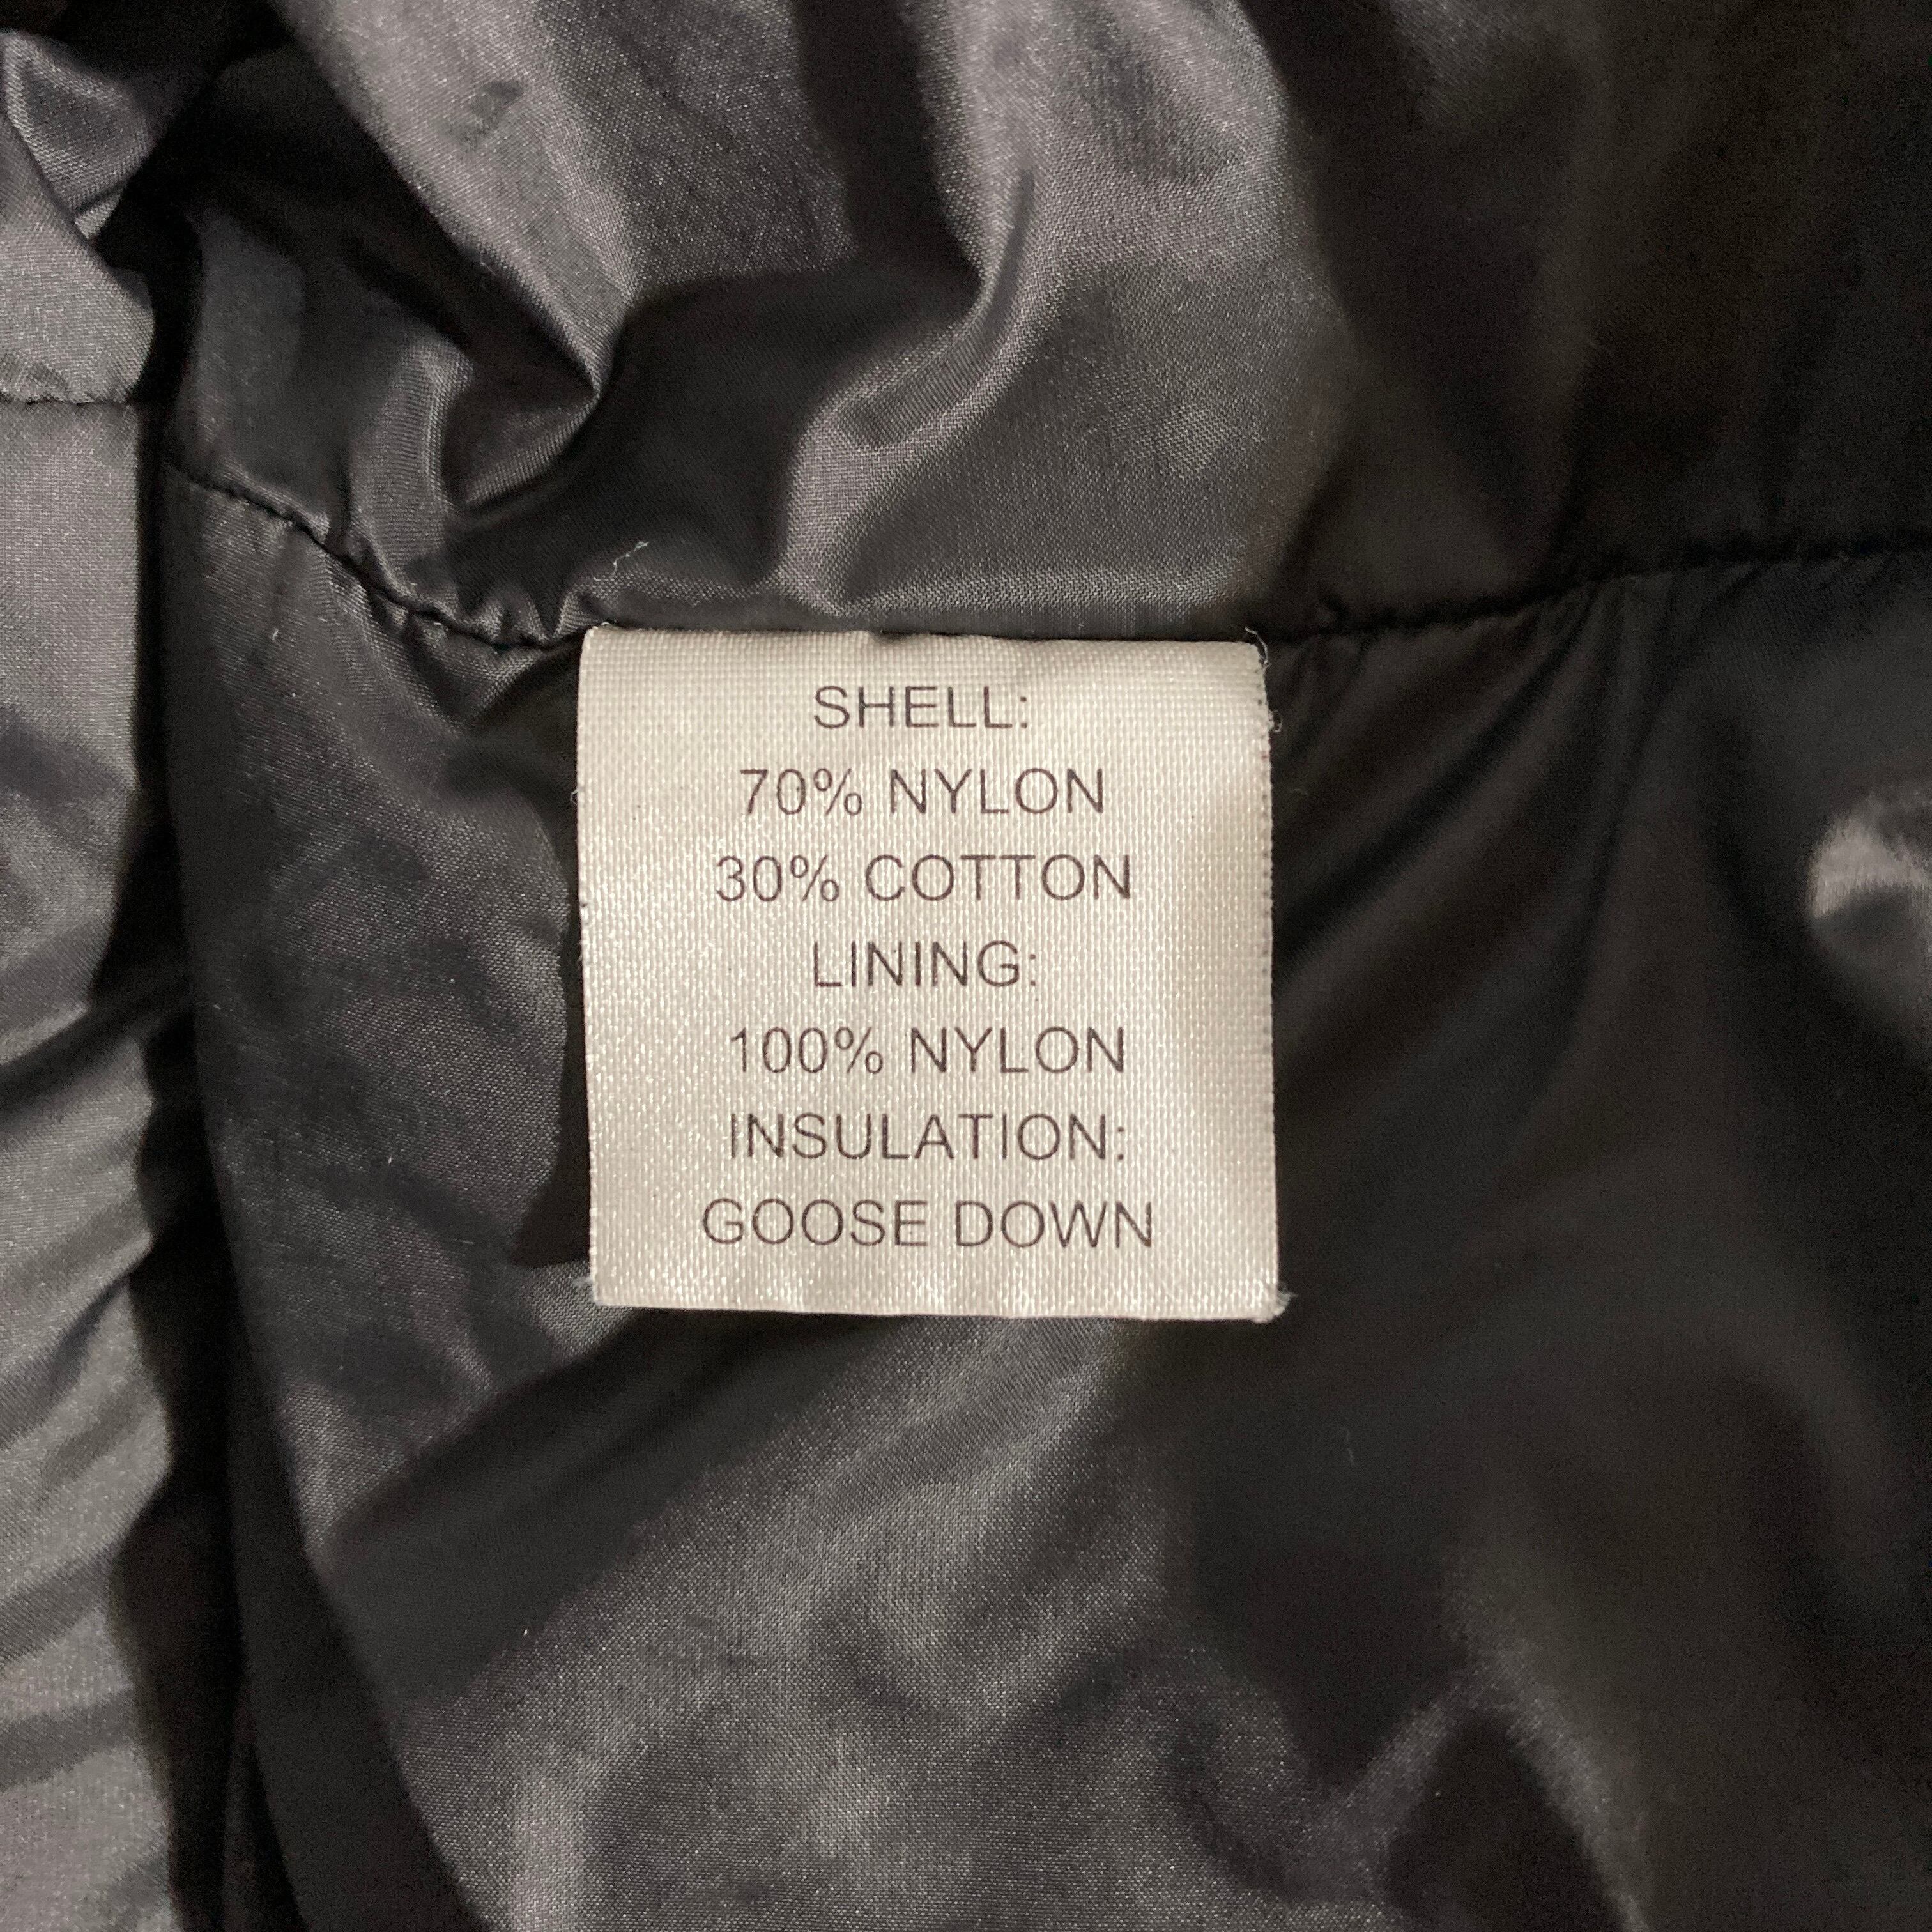 SHELL:
70% NYLON
30% COTTON
LINING:
100% NYLON
INSULATION:
GOOSE DOWN